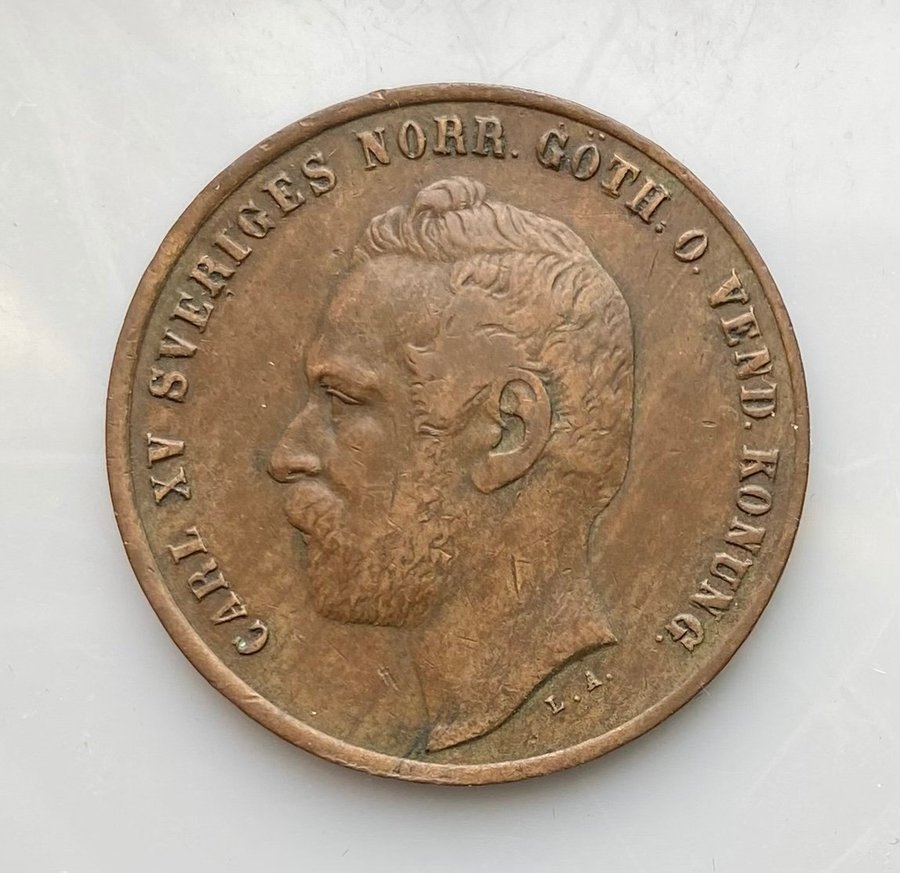 CARL XV SVERIGES NORR. GÖTH. O. VEND. KONUNG.
L. A.